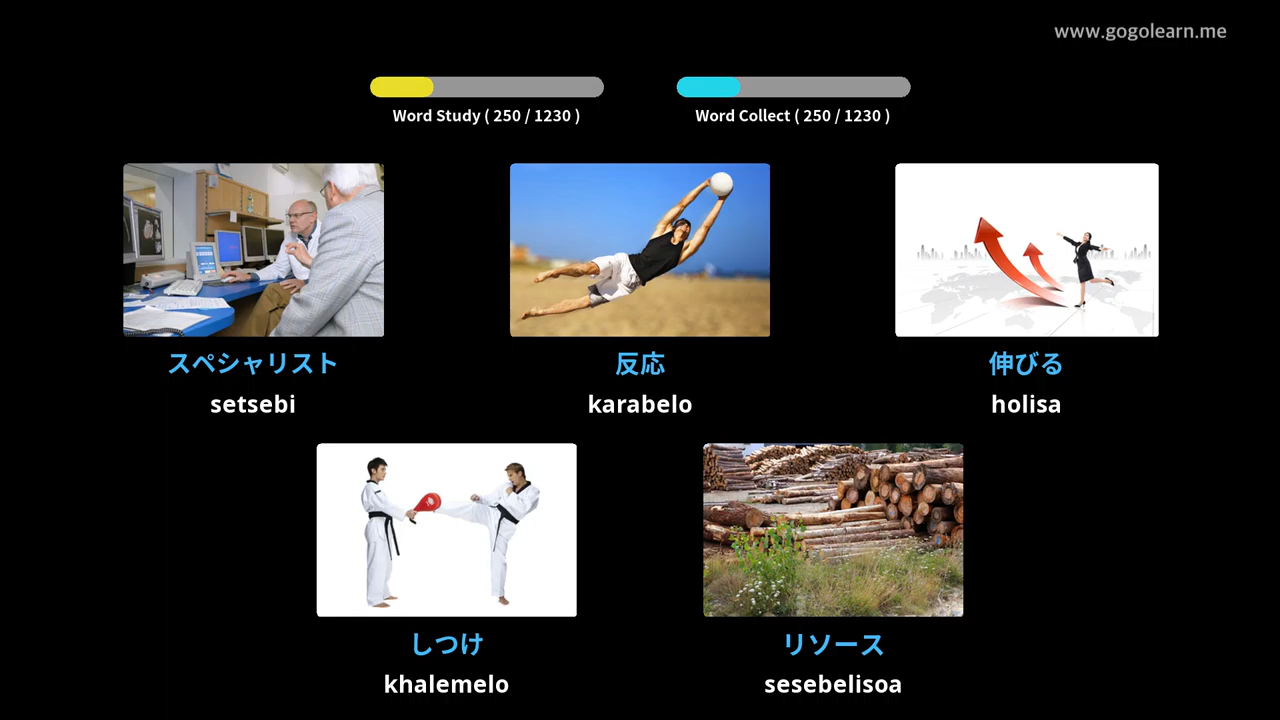 www.gogolearn.me
Word Study ( 250 / 1230 )
Word Collect ( 250 / 1230 )
スペシャリスト
setsebi
反応
karabelo
伸びる
holisa
しつけ
khalemelo
リソース
sesebelisoa